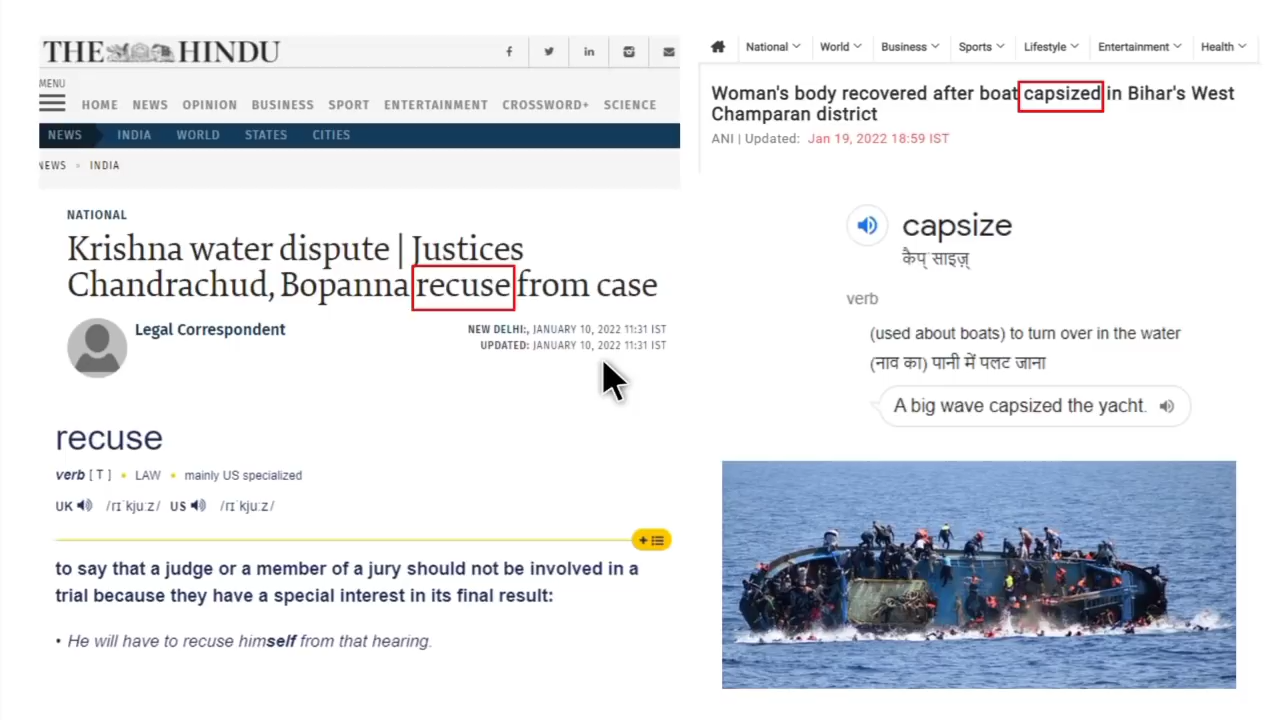 THE HINDU
MENU
HOME NEWS OPINION BUSINESS SPORT ENTERTAINMENT CROSSWORD+ SCIENCE
NEWS INDIA WORLD STATES CITIES
NEWS » INDIA
NATIONAL
Krishna water dispute | Justices
Chandrachud, Bopanna recuse from case
Legal Correspondent
NEW DELHI:, JANUARY 10, 2022 11:31 IST
UPDATED: JANUARY 10, 2022 11:31 IST
recuse
verb [ T ] • LAW • mainly US specialized
UK /rɪˈkjuːz/ US /rɪˈkjuːz/
to say that a judge or a member of a jury should not be involved in a
trial because they have a special interest in its final result:
• He will have to recuse himself from that hearing.
National World Business Sports Lifestyle Entertainment Health
Woman's body recovered after boat capsized in Bihar's West
Champaran district
ANI | Updated: Jan 19, 2022 18:59 IST
capsize
कैप् साइज़्
verb
(used about boats) to turn over in the water
(नाव का) पानी में पलट जाना
A big wave capsized the yacht.